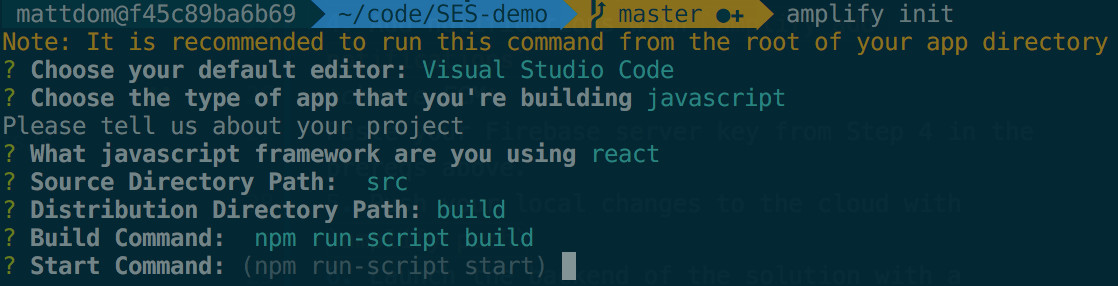 mattdom@f45c89ba6b69 ~/code/SES-demo master ●+ amplify init
Note: It is recommended to run this command from the root of your app directory
? Choose your default editor: Visual Studio Code
? Choose the type of app that you're building javascript
Please tell us about your project
? What javascript framework are you using react
? Source Directory Path:  src
? Distribution Directory Path: build
? Build Command:  npm run-script build
? Start Command: (npm run-script start)